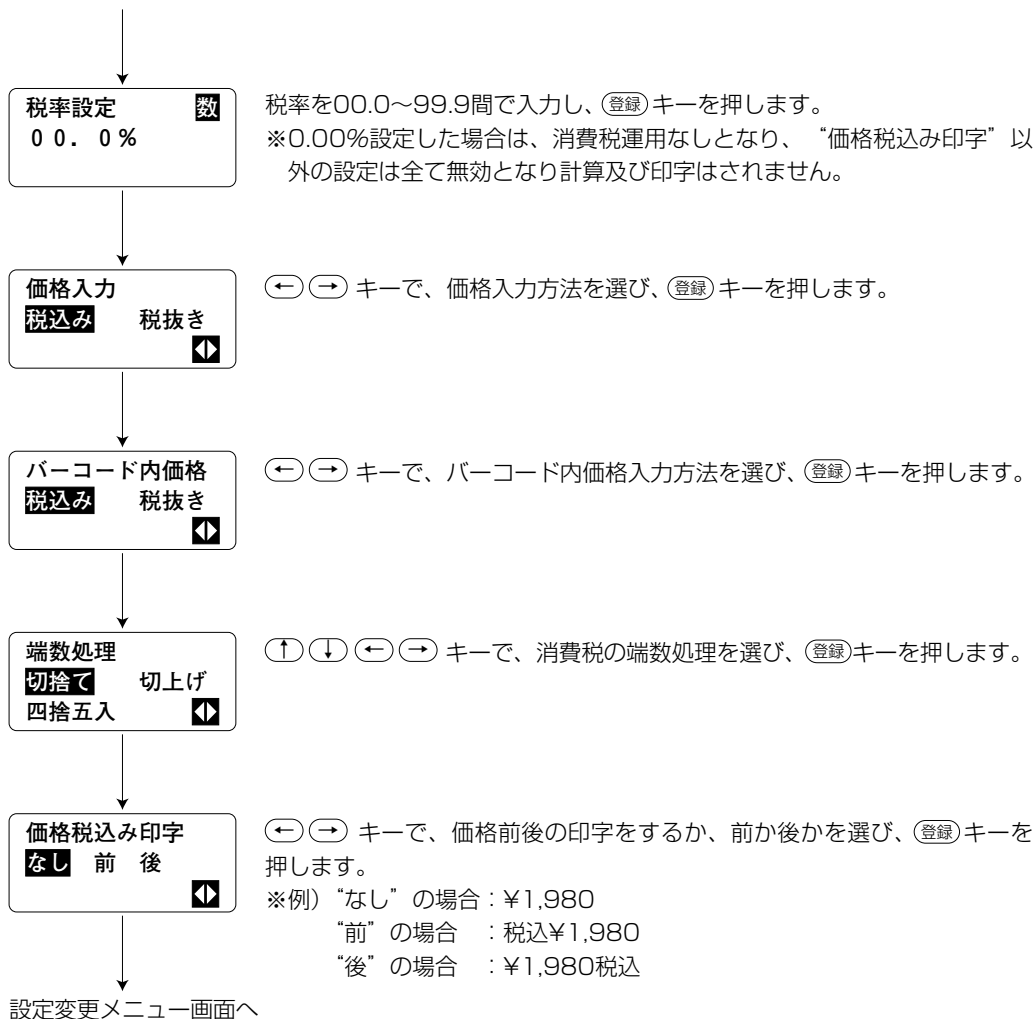 税率設定 数
００．０％
税率を00.0〜99.9間で入力し、登録キーを押します。
※0.00%設定した場合は、消費税運用なしとなり、“価格税込み印字”以
外の設定は全て無効となり計算及び印字はされません。
価格入力
税込み 税抜き
←→ キーで、価格入力方法を選び、登録キーを押します。
バーコード内価格
税込み 税抜き
←→ キーで、バーコード内価格入力方法を選び、登録キーを押します。
端数処理
切捨て 切上げ
四捨五入
↑↓←→ キーで、消費税の端数処理を選び、登録キーを押します。
価格税込み印字
なし 前 後
←→ キーで、価格前後の印字をするか、前か後かを選び、登録キーを
押します。
※例）“なし”の場合：¥1,980
“前”の場合 ：税込¥1,980
“後”の場合 ：¥1,980税込
設定変更メニュー画面へ